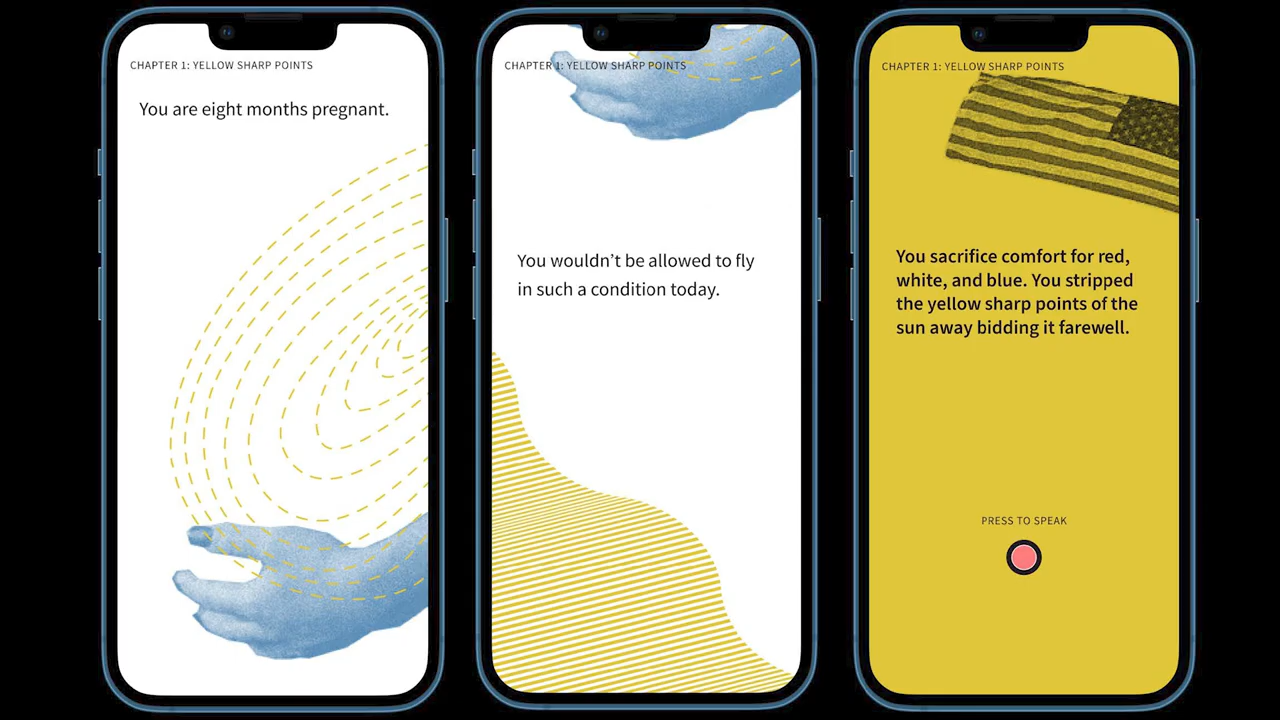 CHAPTER 1: YELLOW SHARP POINTS
You are eight months pregnant.
CHAPTER 1: YELLOW SHARP POINTS
You wouldn’t be allowed to fly
in such a condition today.
CHAPTER 1: YELLOW SHARP POINTS
You sacrifice comfort for red,
white, and blue. You stripped
the yellow sharp points of the
sun away bidding it farewell.
PRESS TO SPEAK